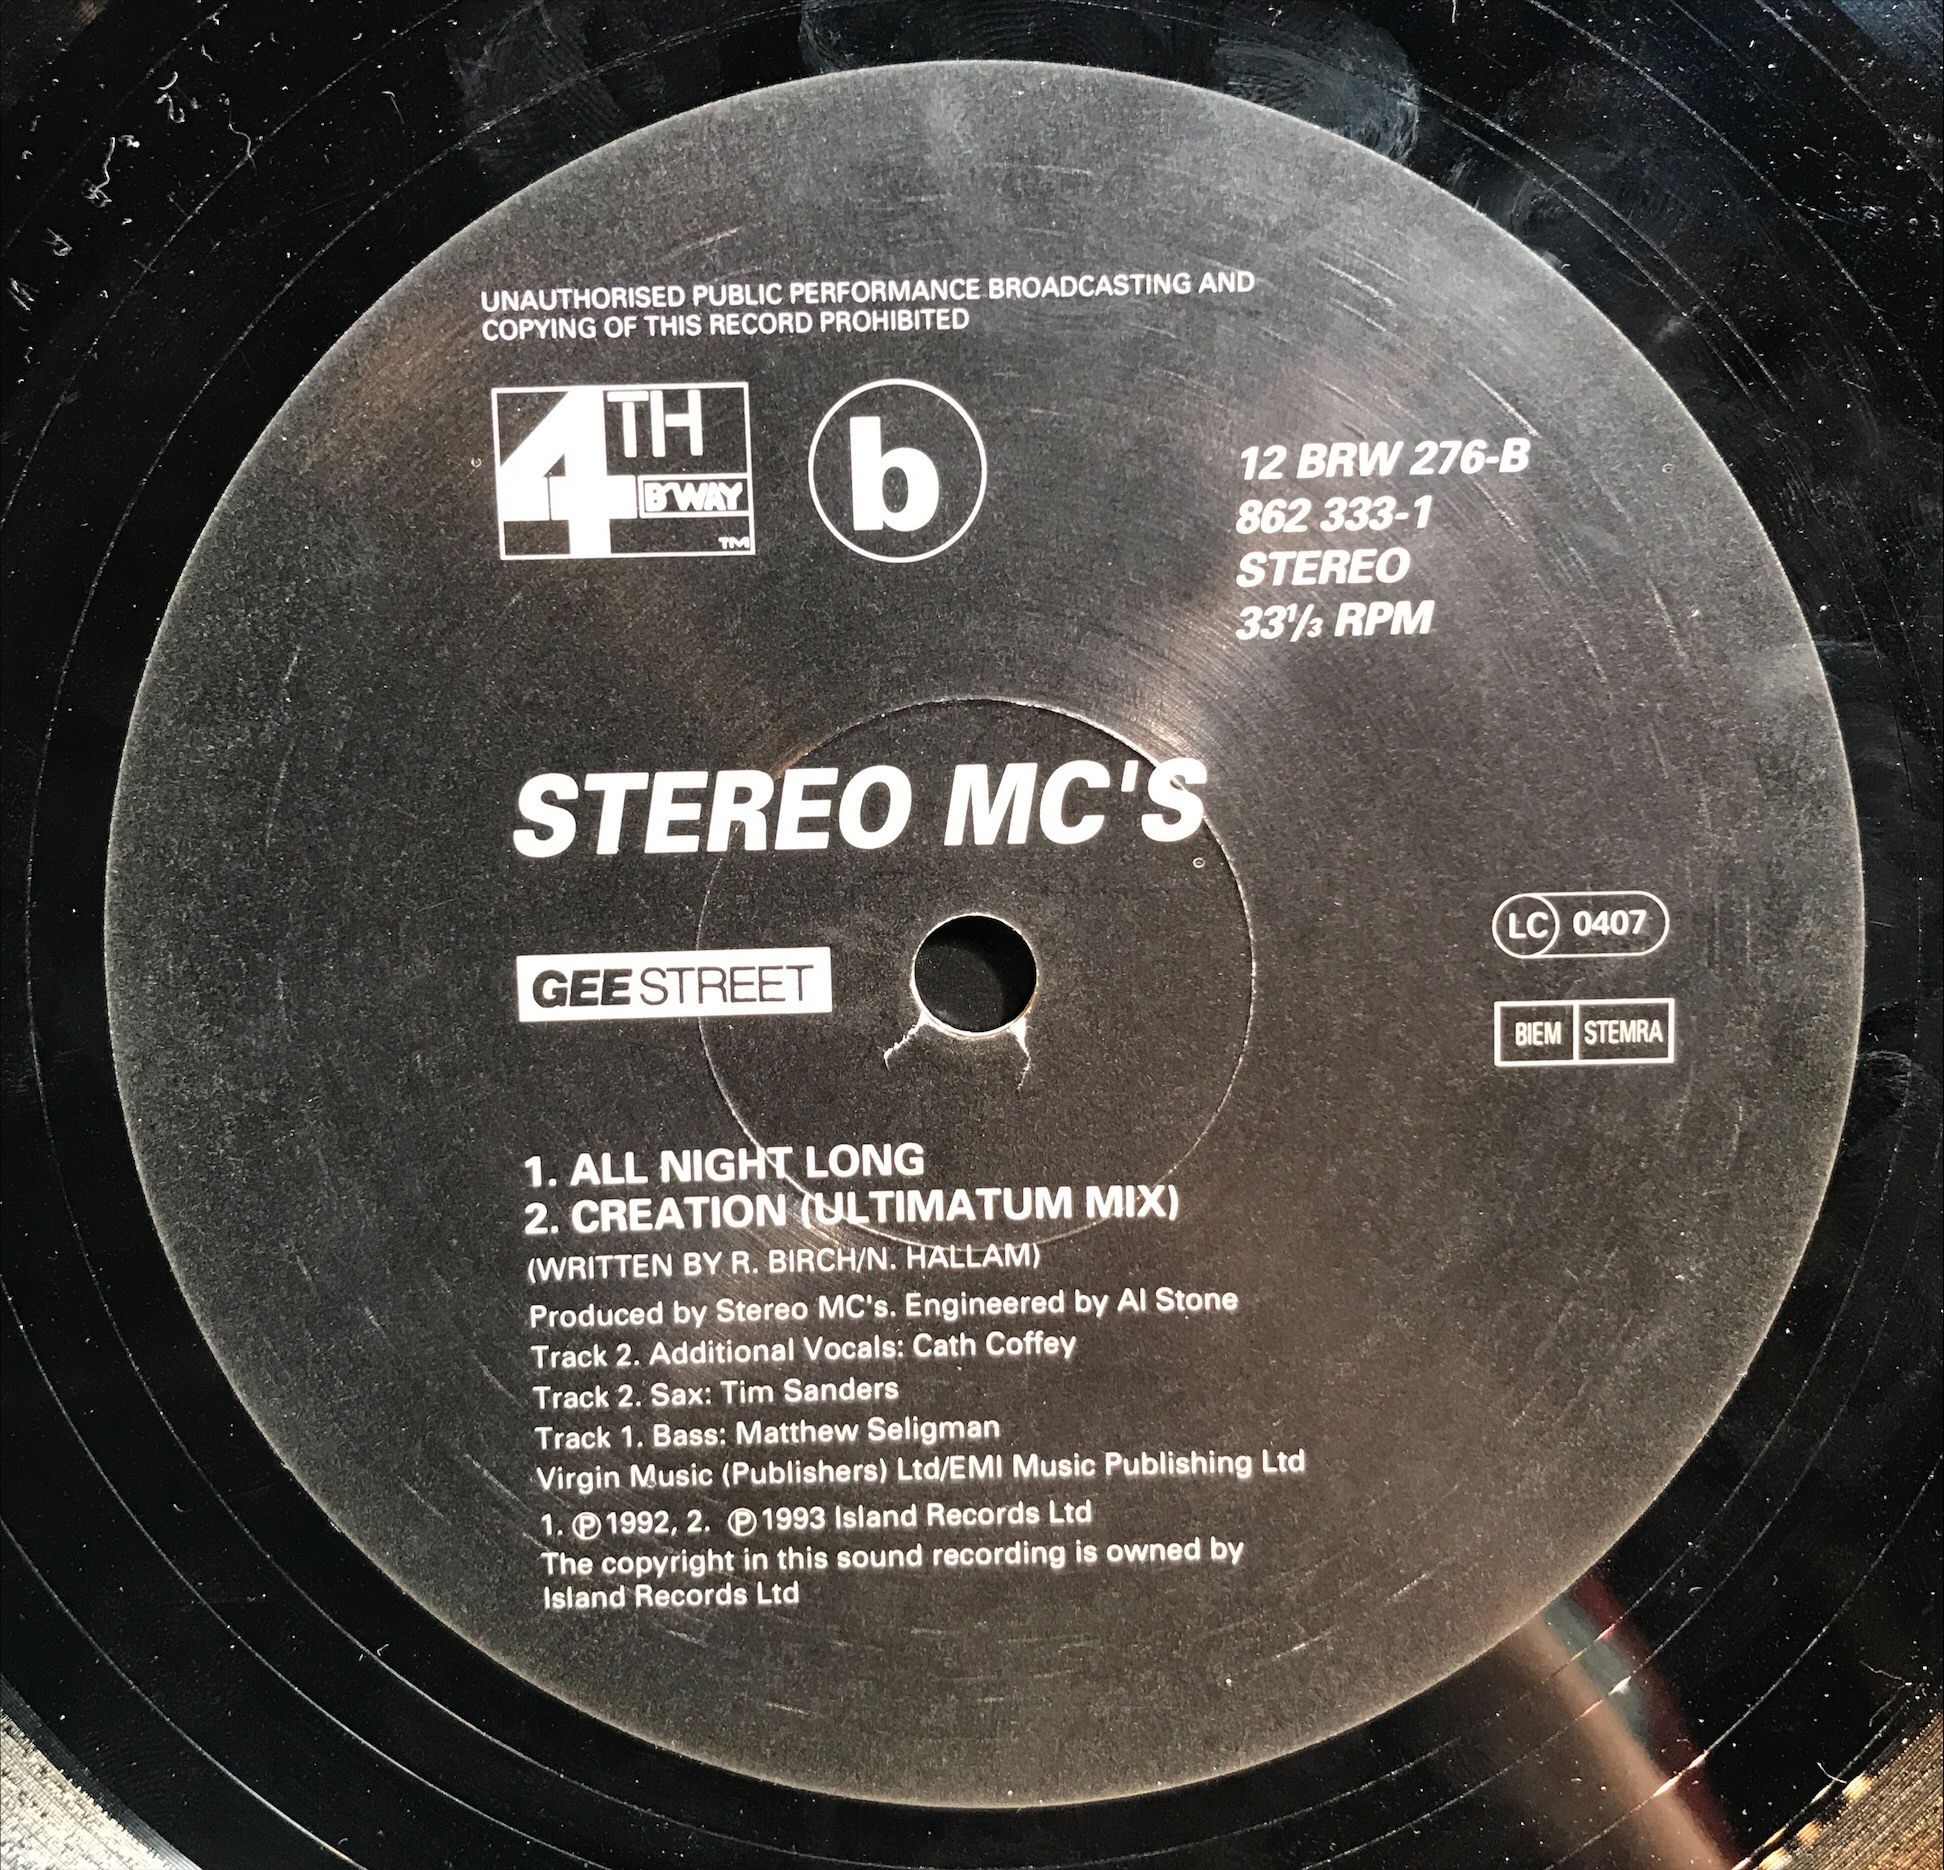 UNAUTHORISED PUBLIC PERFORMANCE BROADCASTING AND
COPYING OF THIS RECORD PROHIBITED
4TH
B'WAY
TM
b
12 BRW 276-B
862 333-1
STEREO
33⅓ RPM
STEREO MC'S
GEE STREET
LC 0407
BIEM STEMRA
1. ALL NIGHT LONG
2. CREATION (ULTIMATUM MIX)
(WRITTEN BY R. BIRCH/N. HALLAM)
Produced by Stereo MC's. Engineered by Al Stone
Track 2. Additional Vocals: Cath Coffey
Track 2. Sax: Tim Sanders
Track 1. Bass: Matthew Seligman
Virgin Music (Publishers) Ltd/EMI Music Publishing Ltd
1. ℗ 1992, 2. ℗ 1993 Island Records Ltd
The copyright in this sound recording is owned by
Island Records Ltd